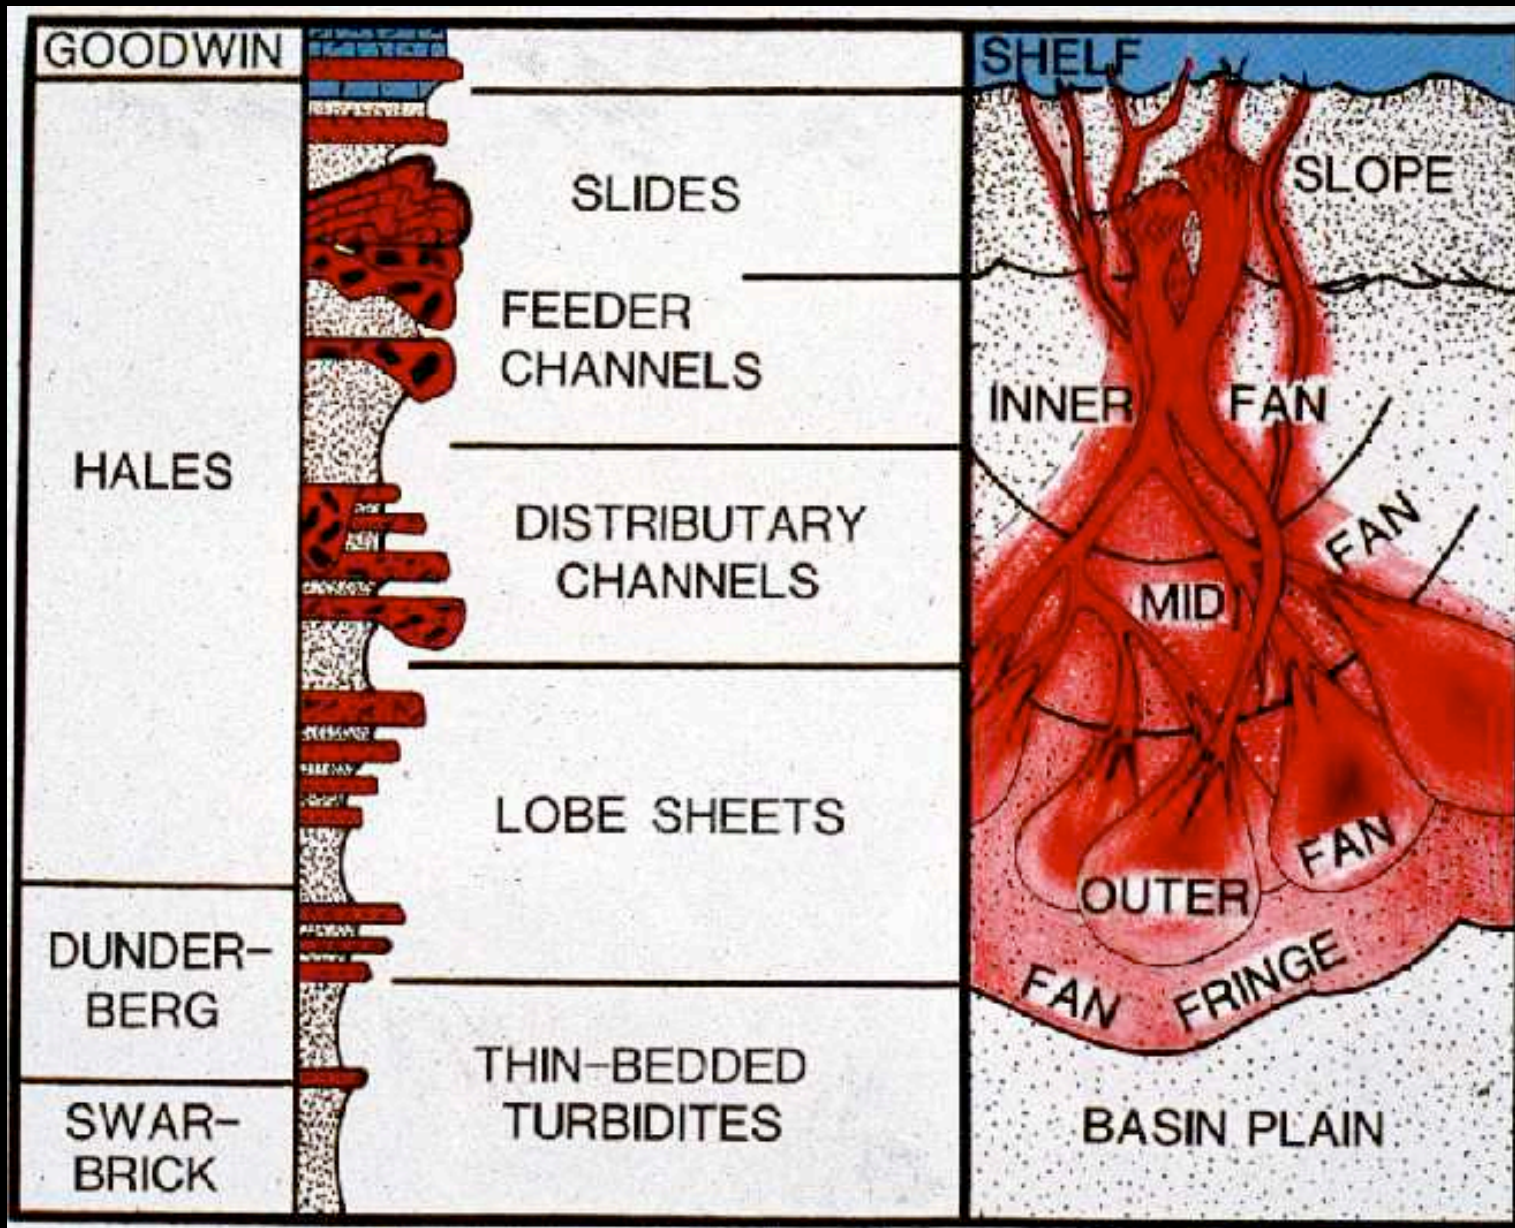 GOODWIN
HALES
DUNDER-
BERG
SWAR-
BRICK
SLIDES
FEEDER
CHANNELS
DISTRIBUTARY
CHANNELS
LOBE SHEETS
THIN-BEDDED
TURBIDITES
SHELF
SLOPE
INNER FAN
MID FAN
OUTER FAN
FAN FRINGE
BASIN PLAIN